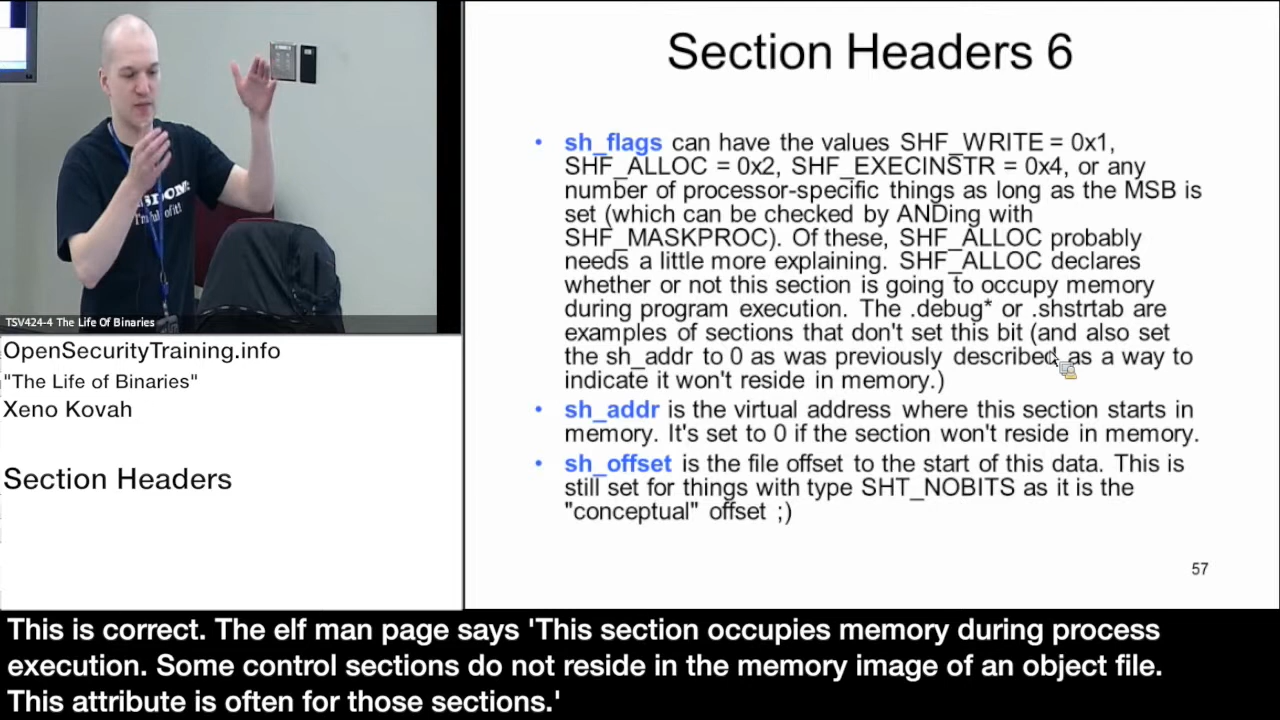 TSV424-4 The Life Of Binaries
OpenSecurityTraining.info
"The Life of Binaries"
Xeno Kovah
Section Headers
Section Headers 6
• sh_flags can have the values SHF_WRITE = 0x1,
SHF_ALLOC = 0x2, SHF_EXECINSTR = 0x4, or any
number of processor-specific things as long as the MSB is
set (which can be checked by ANDing with
SHF_MASKPROC). Of these, SHF_ALLOC probably
needs a little more explaining. SHF_ALLOC declares
whether or not this section is going to occupy memory
during program execution. The .debug* or .shstrtab are
examples of sections that don't set this bit (and also set
the sh_addr to 0 as was previously described as a way to
indicate it won't reside in memory.)
• sh_addr is the virtual address where this section starts in
memory. It's set to 0 if the section won't reside in memory.
• sh_offset is the file offset to the start of this data. This is
still set for things with type SHT_NOBITS as it is the
"conceptual" offset ;)
57
This is correct. The elf man page says 'This section occupies memory during process
execution. Some control sections do not reside in the memory image of an object file.
This attribute is often for those sections.'